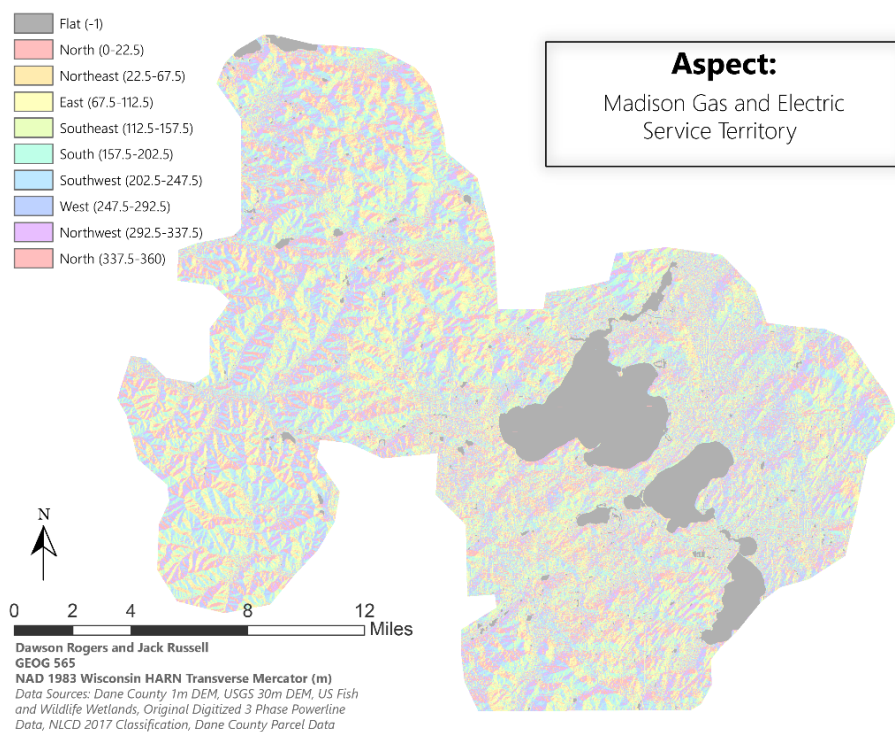 Flat (-1)
North (0-22.5)
Northeast (22.5-67.5)
East (67.5-112.5)
Southeast (112.5-157.5)
South (157.5-202.5)
Southwest (202.5-247.5)
West (247.5-292.5)
Northwest (292.5-337.5)
North (337.5-360)
Aspect:
Madison Gas and Electric
Service Territory
N
0 2 4 8 12
Miles
Dawson Rogers and Jack Russell
GEOG 565
NAD 1983 Wisconsin HARN Transverse Mercator (m)
Data Sources: Dane County 1m DEM, USGS 30m DEM, US Fish
and Wildlife Wetlands, Original Digitized 3 Phase Powerline
Data, NLCD 2017 Classification, Dane County Parcel Data